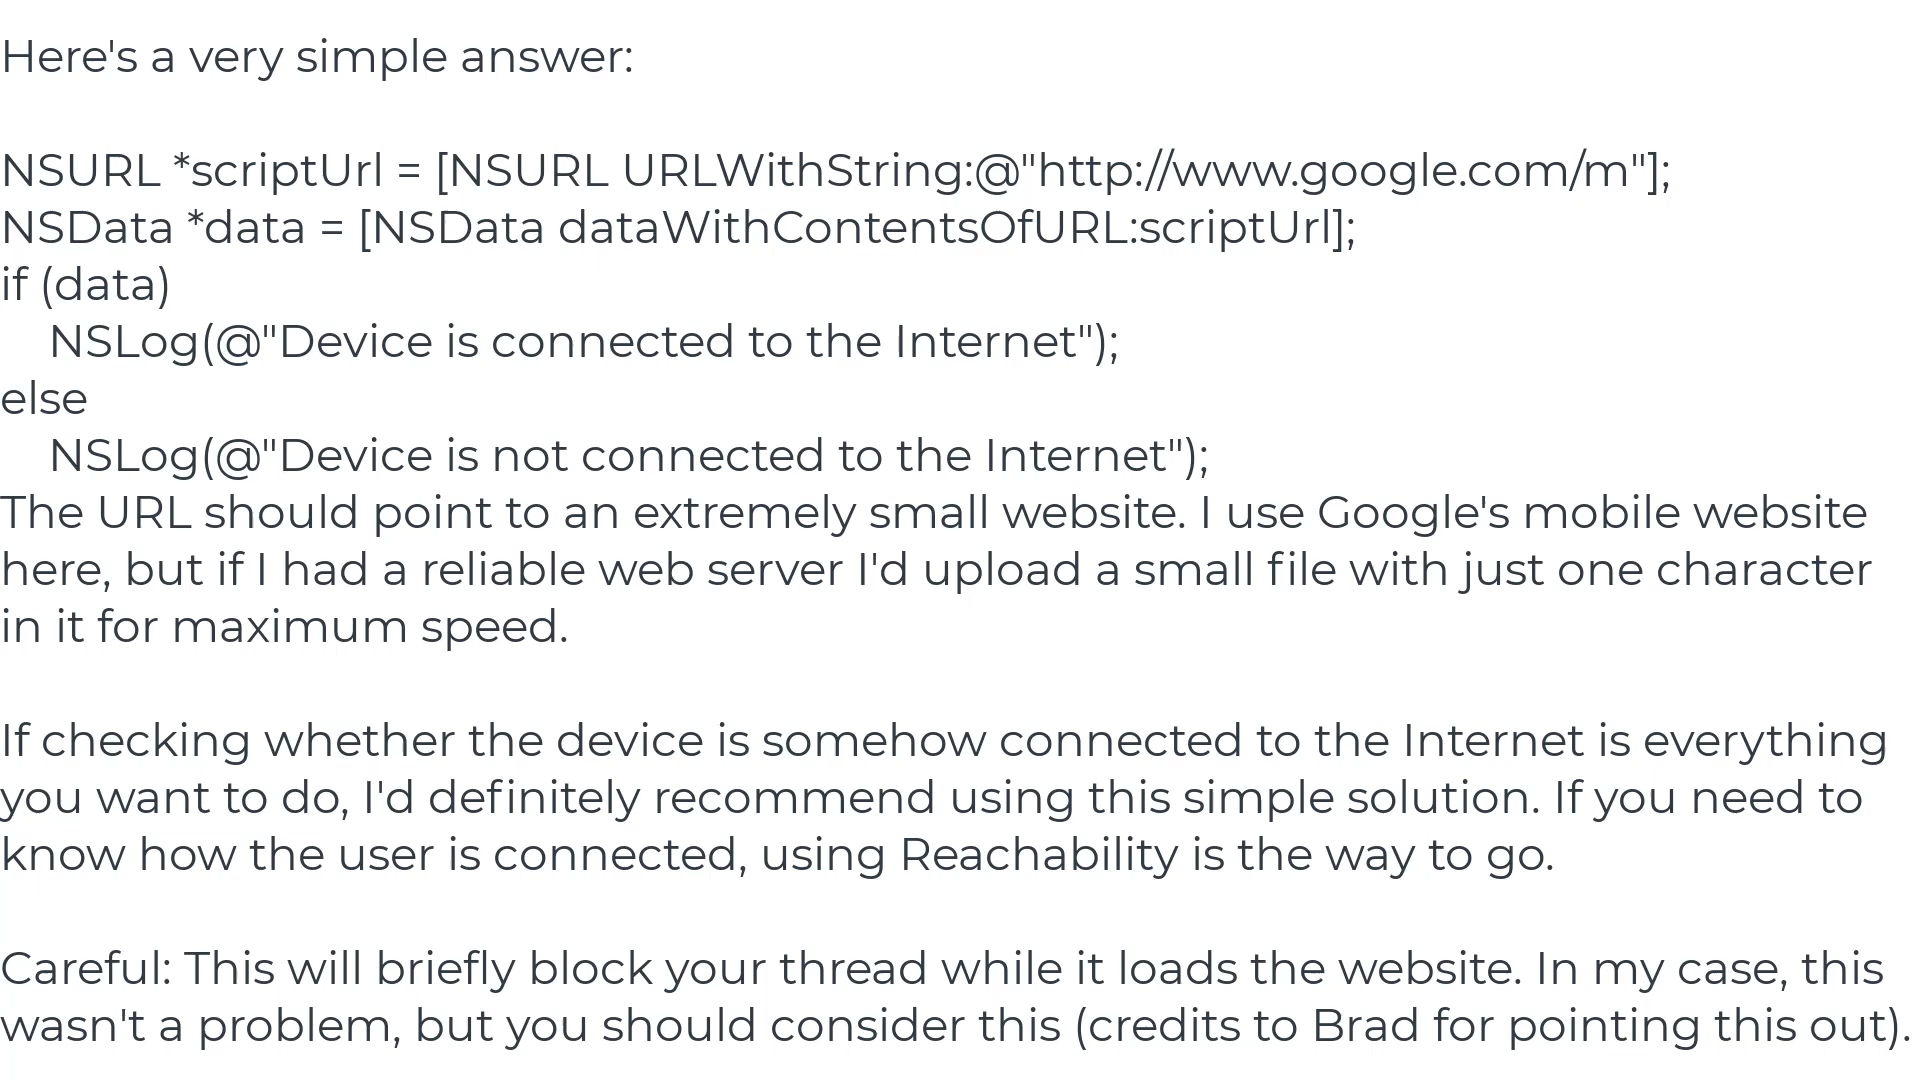 Here's a very simple answer:

NSURL *scriptUrl = [NSURL URLWithString:@"http://www.google.com/m"];
NSData *data = [NSData dataWithContentsOfURL:scriptUrl];
if (data)
    NSLog(@"Device is connected to the Internet");
else
    NSLog(@"Device is not connected to the Internet");
The URL should point to an extremely small website. I use Google's mobile website
here, but if I had a reliable web server I'd upload a small file with just one character
in it for maximum speed.

If checking whether the device is somehow connected to the Internet is everything
you want to do, I'd definitely recommend using this simple solution. If you need to
know how the user is connected, using Reachability is the way to go.

Careful: This will briefly block your thread while it loads the website. In my case, this
wasn't a problem, but you should consider this (credits to Brad for pointing this out).